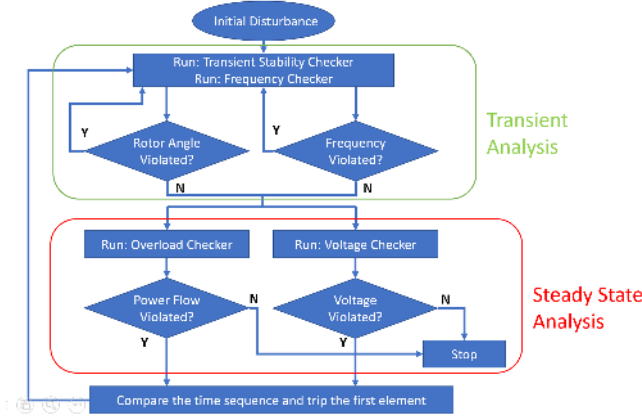 Initial Disturbance
Run: Transient Stability Checker
Run: Frequency Checker
Y
Rotor Angle
Violated?
N
Y
Frequency
Violated?
N
Transient
Analysis
Run: Overload Checker
Run: Voltage Checker
Power Flow
Violated?
N
Y
Voltage
Violated?
N
Y
Stop
Steady State
Analysis
Compare the time sequence and trip the first element